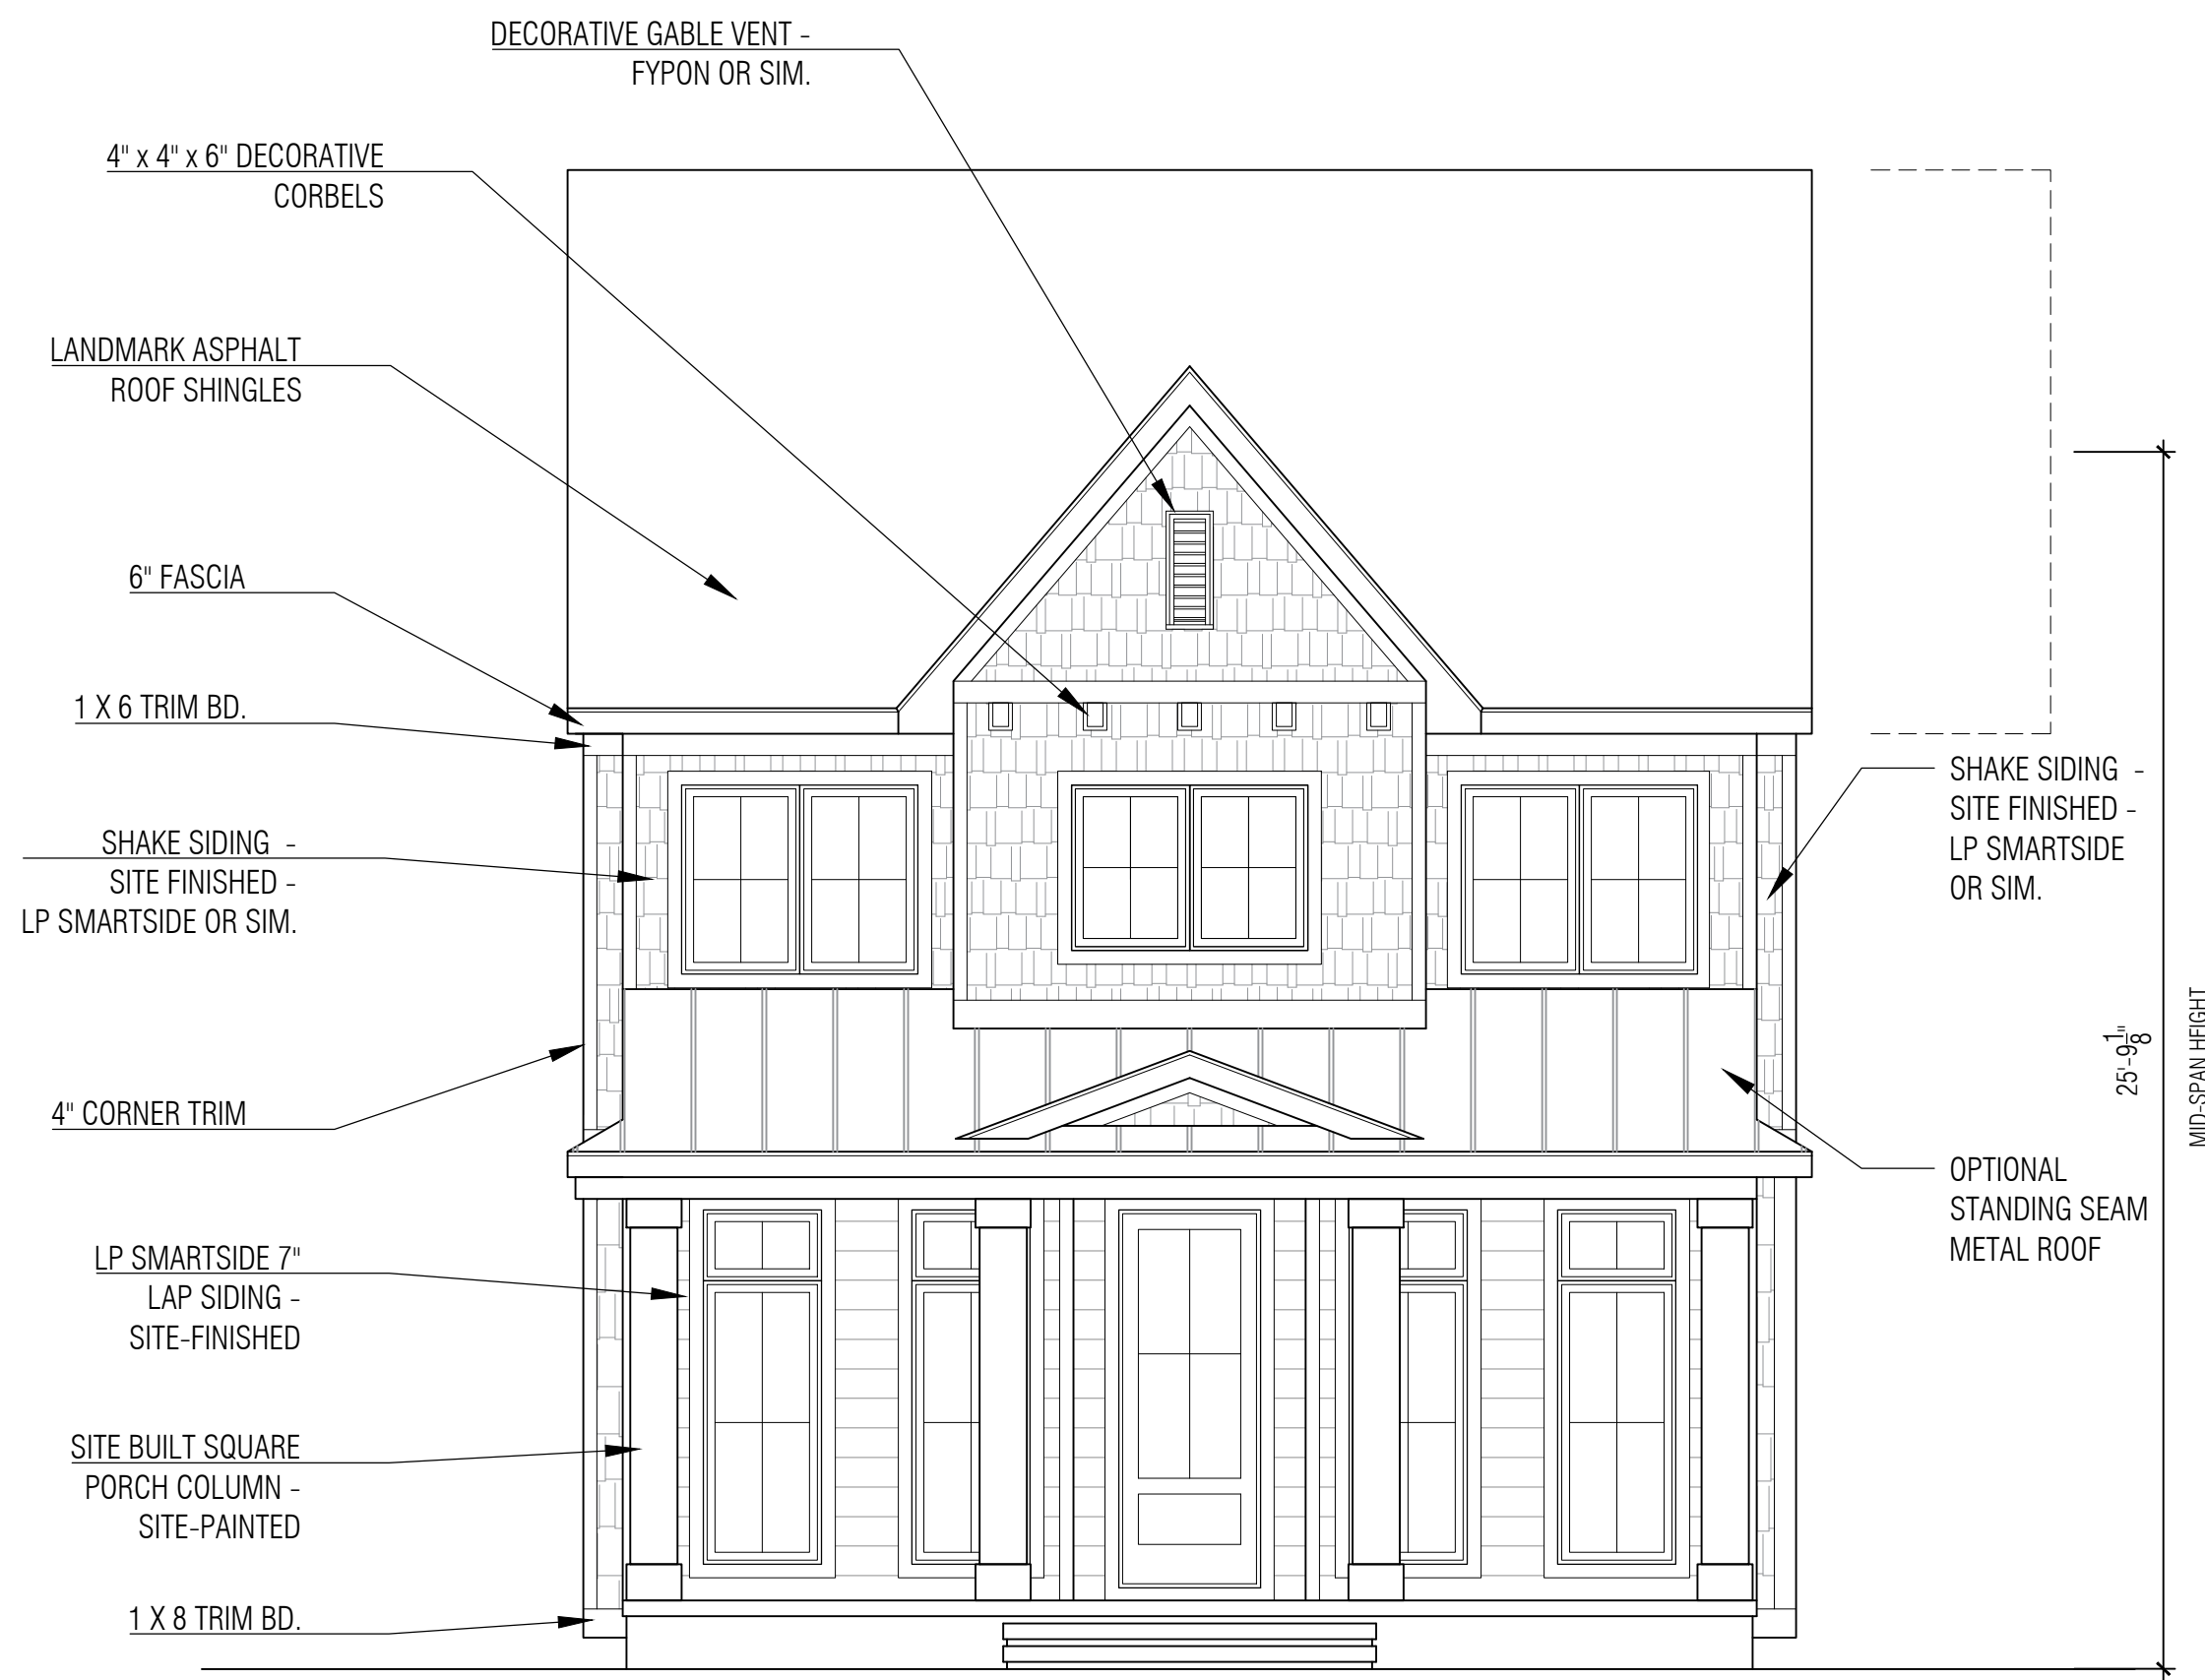 DECORATIVE GABLE VENT -
FYPON OR SIM.
4" x 4" x 6" DECORATIVE
CORBELS
LANDMARK ASPHALT
ROOF SHINGLES
6" FASCIA
1 X 6 TRIM BD.
SHAKE SIDING -
SITE FINISHED -
LP SMARTSIDE OR SIM.
4" CORNER TRIM
LP SMARTSIDE 7"
LAP SIDING -
SITE-FINISHED
SITE BUILT SQUARE
PORCH COLUMN -
SITE-PAINTED
1 X 8 TRIM BD.
SHAKE SIDING -
SITE FINISHED -
LP SMARTSIDE
OR SIM.
OPTIONAL
STANDING SEAM
METAL ROOF
25'-9 1/8"
MID-SPAN HEIGHT